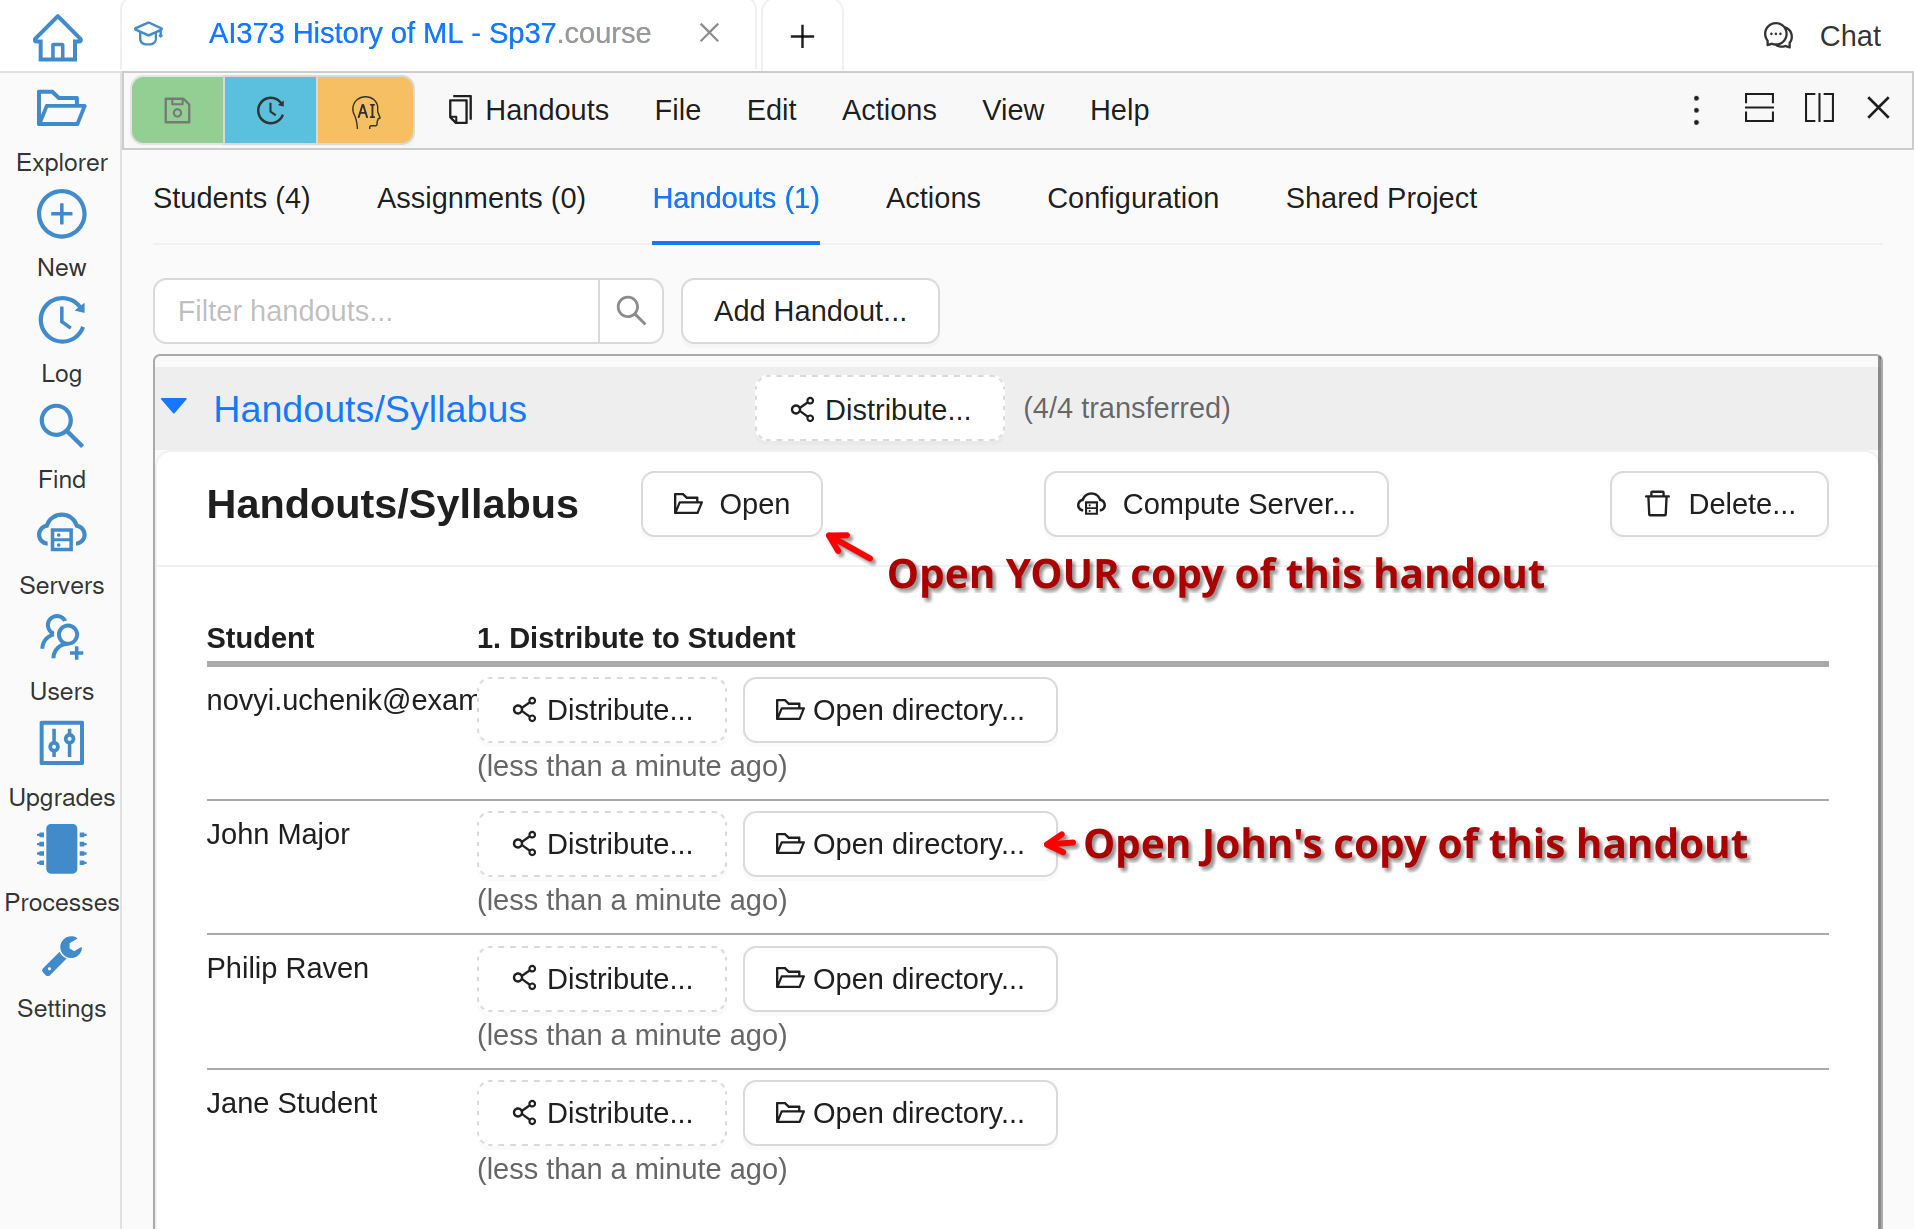 AI373 History of ML - Sp37.course
Chat
Explorer
New
Log
Find
Servers
Users
Upgrades
Processes
Settings
AI
Handouts File Edit Actions View Help
Students (4) Assignments (0) Handouts (1) Actions Configuration Shared Project
Filter handouts... Add Handout...
Handouts/Syllabus Distribute... (4/4 transferred)
Handouts/Syllabus Open Compute Server... Delete...
Open YOUR copy of this handout
Student 1. Distribute to Student
novyi.uchenik@exam Distribute... Open directory...
(less than a minute ago)
John Major Distribute... Open directory... Open John's copy of this handout
(less than a minute ago)
Philip Raven Distribute... Open directory...
(less than a minute ago)
Jane Student Distribute... Open directory...
(less than a minute ago)